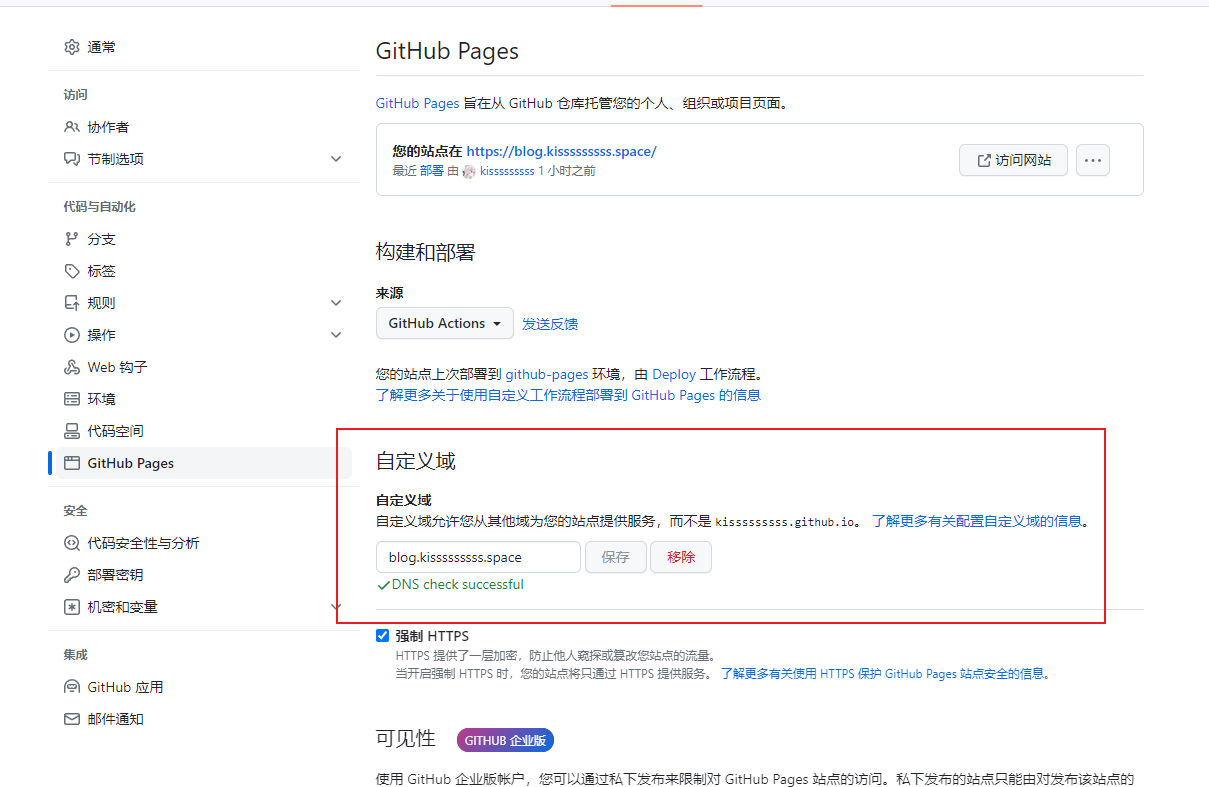 通常
访问
协作者
节制选项
代码与自动化
分支
标签
规则
操作
Web 钩子
环境
代码空间
GitHub Pages
安全
代码安全性与分析
部署密钥
机密和变量
集成
GitHub 应用
邮件通知
GitHub Pages
GitHub Pages 旨在从 GitHub 仓库托管您的个人、组织或项目页面。
您的站点在 https://blog.kisssssssss.space/
最近 部署 由 kisssssssss 1 小时之前
访问网站
构建和部署
来源
GitHub Actions 发送反馈
您的站点上次部署到 github-pages 环境，由 Deploy 工作流程。
了解更多关于使用自定义工作流程部署到 GitHub Pages 的信息
自定义域
自定义域
自定义域允许您从其他域为您的站点提供服务，而不是 kisssssssss.github.io。 了解更多有关配置自定义域的信息。
blog.kisssssssss.space 保存 移除
DNS check successful
强制 HTTPS
HTTPS 提供了一层加密，防止他人窥探或篡改您站点的流量。
当开启强制 HTTPS 时，您的站点将只通过 HTTPS 提供服务。 了解更多有关使用 HTTPS 保护 GitHub Pages 站点安全的信息。
可见性 GITHUB 企业版
使用 GitHub 企业版帐户，您可以通过私下发布来限制对 GitHub Pages 站点的访问。私下发布的站点只能由对发布该站点的